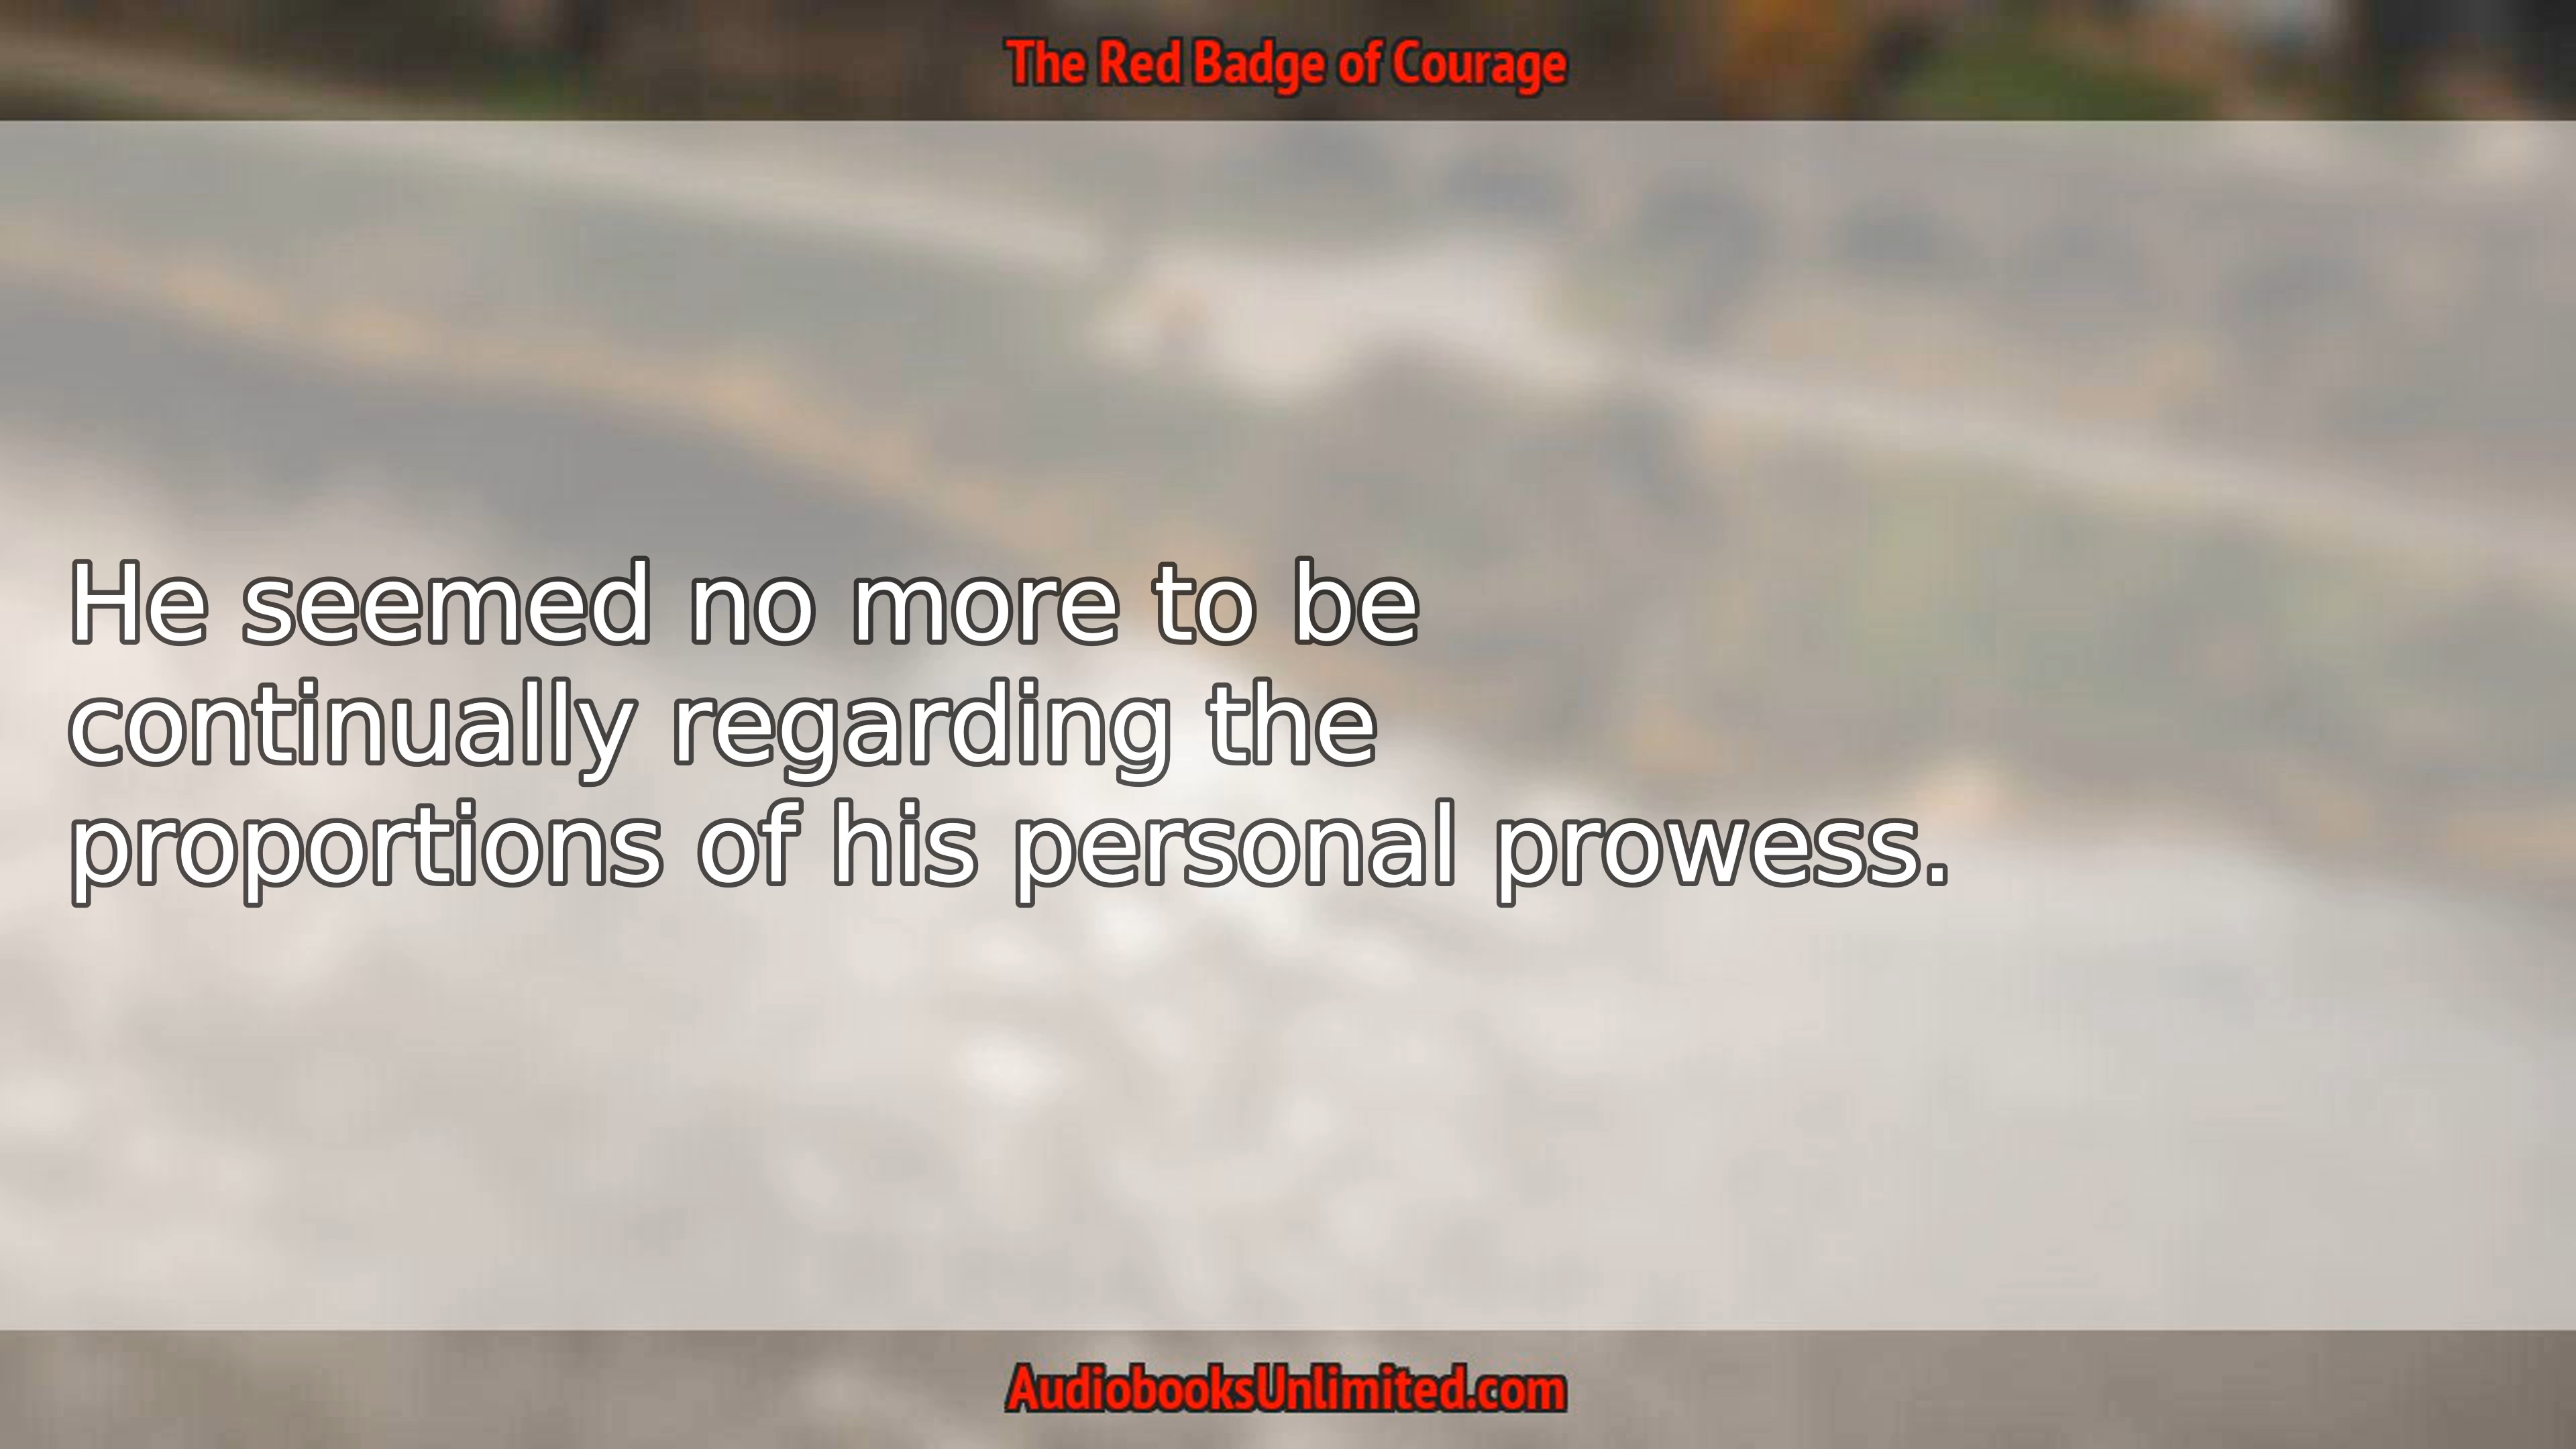 The Red Badge of Courage
He seemed no more to be
continually regarding the
proportions of his personal prowess.
AudiobooksUnlimited.com